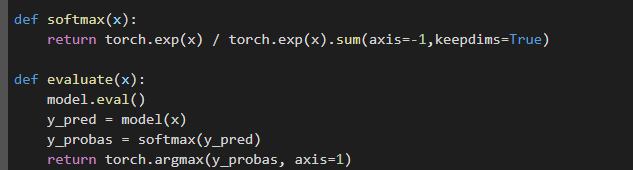 def softmax(x):
    return torch.exp(x) / torch.exp(x).sum(axis=-1,keepdims=True)

def evaluate(x):
    model.eval()
    y_pred = model(x)
    y_probas = softmax(y_pred)
    return torch.argmax(y_probas, axis=1)